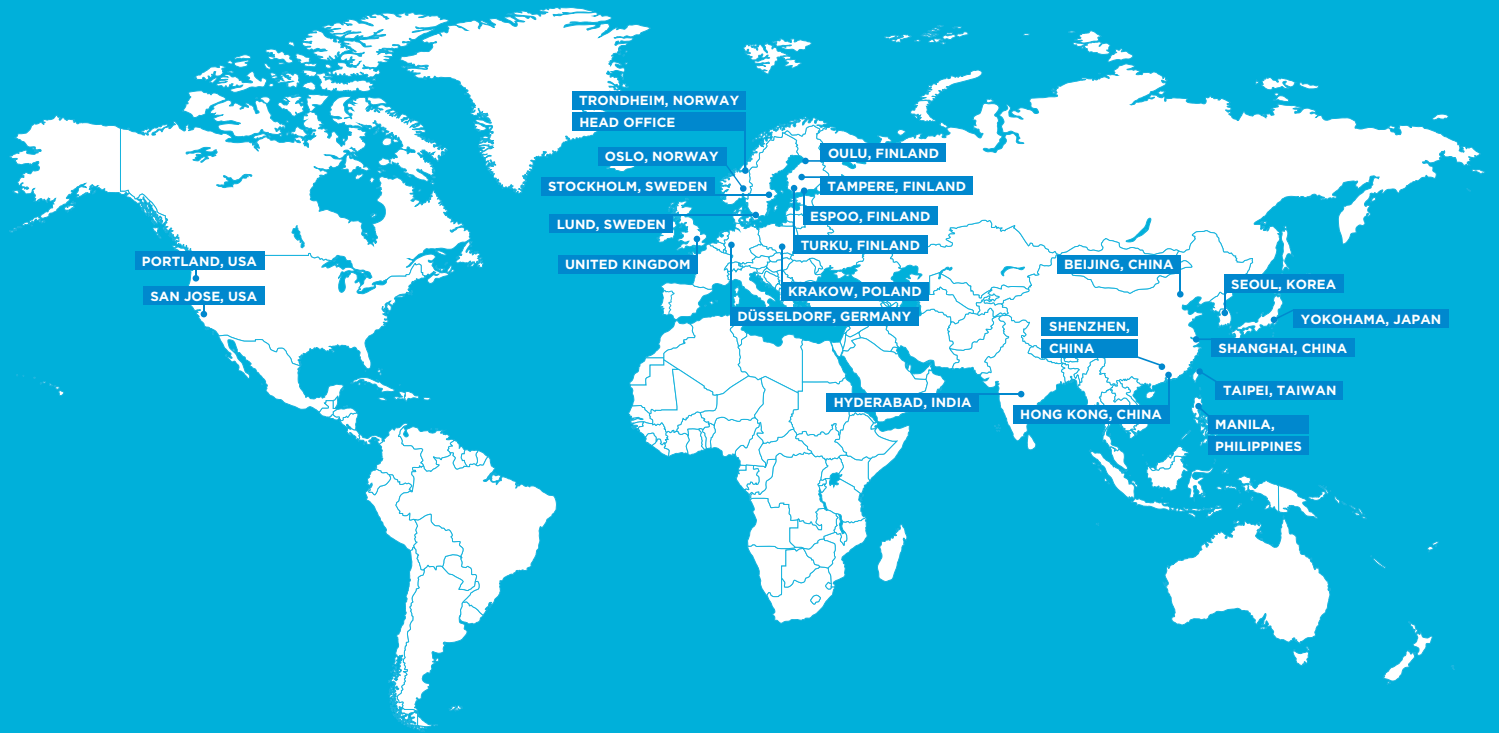 TRONDHEIM, NORWAY
HEAD OFFICE
OSLO, NORWAY
OULU, FINLAND
STOCKHOLM, SWEDEN
TAMPERE, FINLAND
LUND, SWEDEN
ESPOO, FINLAND
TURKU, FINLAND
UNITED KINGDOM
KRAKOW, POLAND
DÜSSELDORF, GERMANY
PORTLAND, USA
SAN JOSE, USA
BEIJING, CHINA
SEOUL, KOREA
YOKOHAMA, JAPAN
SHENZHEN,
CHINA
SHANGHAI, CHINA
TAIPEI, TAIWAN
HYDERABAD, INDIA
HONG KONG, CHINA
MANILA,
PHILIPPINES